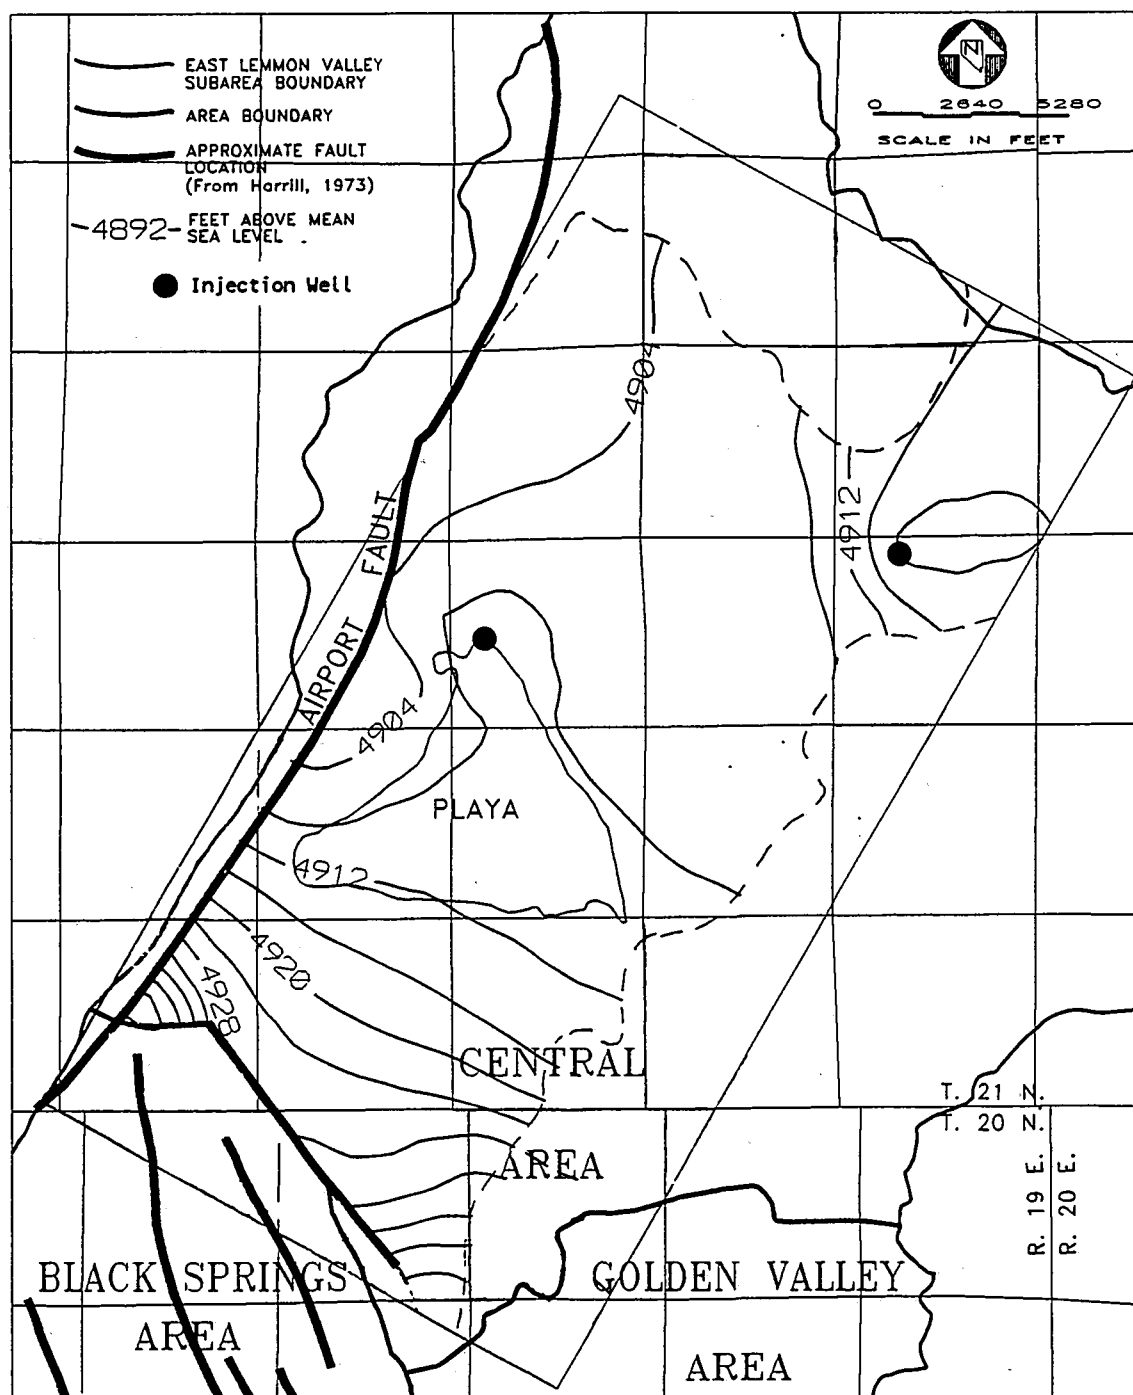 EAST LEMMON VALLEY
SUBAREA BOUNDARY
AREA BOUNDARY
APPROXIMATE FAULT
LOCATION
(From Harrill, 1973)
-4892- FEET ABOVE MEAN
SEA LEVEL .
Injection Well
N
0 2640 5280
SCALE IN FEET
4904
4912
AIRPORT FAULT
4904
PLAYA
4912
4920
4928
CENTRAL
AREA
T. 21 N.
T. 20 N.
R. 19 E.
R. 20 E.
BLACK SPRINGS
AREA
GOLDEN VALLEY
AREA